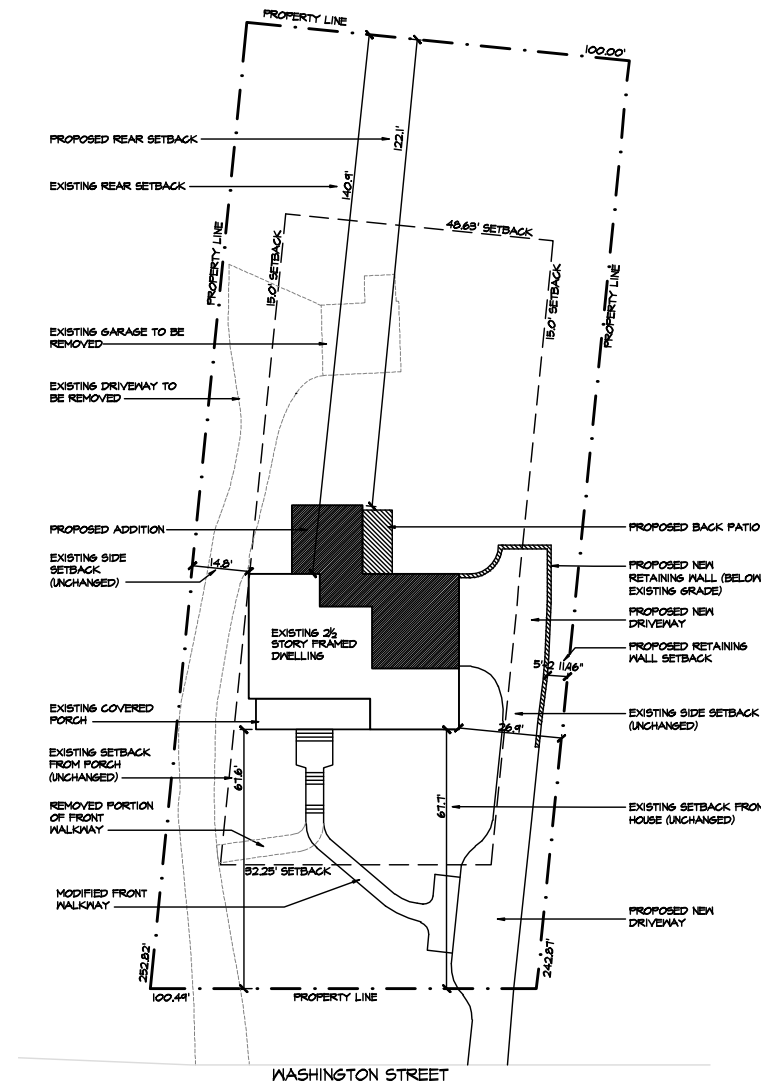 PROPERTY LINE
100.00'
PROPOSED REAR SETBACK
122.1'
EXISTING REAR SETBACK
140.9'
48.63' SETBACK
PROPERTY LINE
15.0' SETBACK
15.0' SETBACK
PROPERTY LINE
EXISTING GARAGE TO BE
REMOVED
EXISTING DRIVEWAY TO
BE REMOVED
PROPOSED ADDITION
PROPOSED BACK PATIO
EXISTING SIDE
SETBACK
(UNCHANGED)
14.8'
PROPOSED NEW
RETAINING WALL (BELOW
EXISTING GRADE)
PROPOSED NEW
DRIVEWAY
EXISTING 2½
STORY FRAMED
DWELLING
PROPOSED RETAINING
WALL SETBACK
EXISTING COVERED
PORCH
EXISTING SIDE SETBACK
(UNCHANGED)
26.9'
EXISTING SETBACK
FROM PORCH
(UNCHANGED)
67.6'
67.7'
REMOVED PORTION
OF FRONT
WALKWAY
EXISTING SETBACK FROM
HOUSE (UNCHANGED)
32.25' SETBACK
MODIFIED FRONT
WALKWAY
PROPOSED NEW
DRIVEWAY
252.82'
242.87'
100.49'
PROPERTY LINE
WASHINGTON STREET